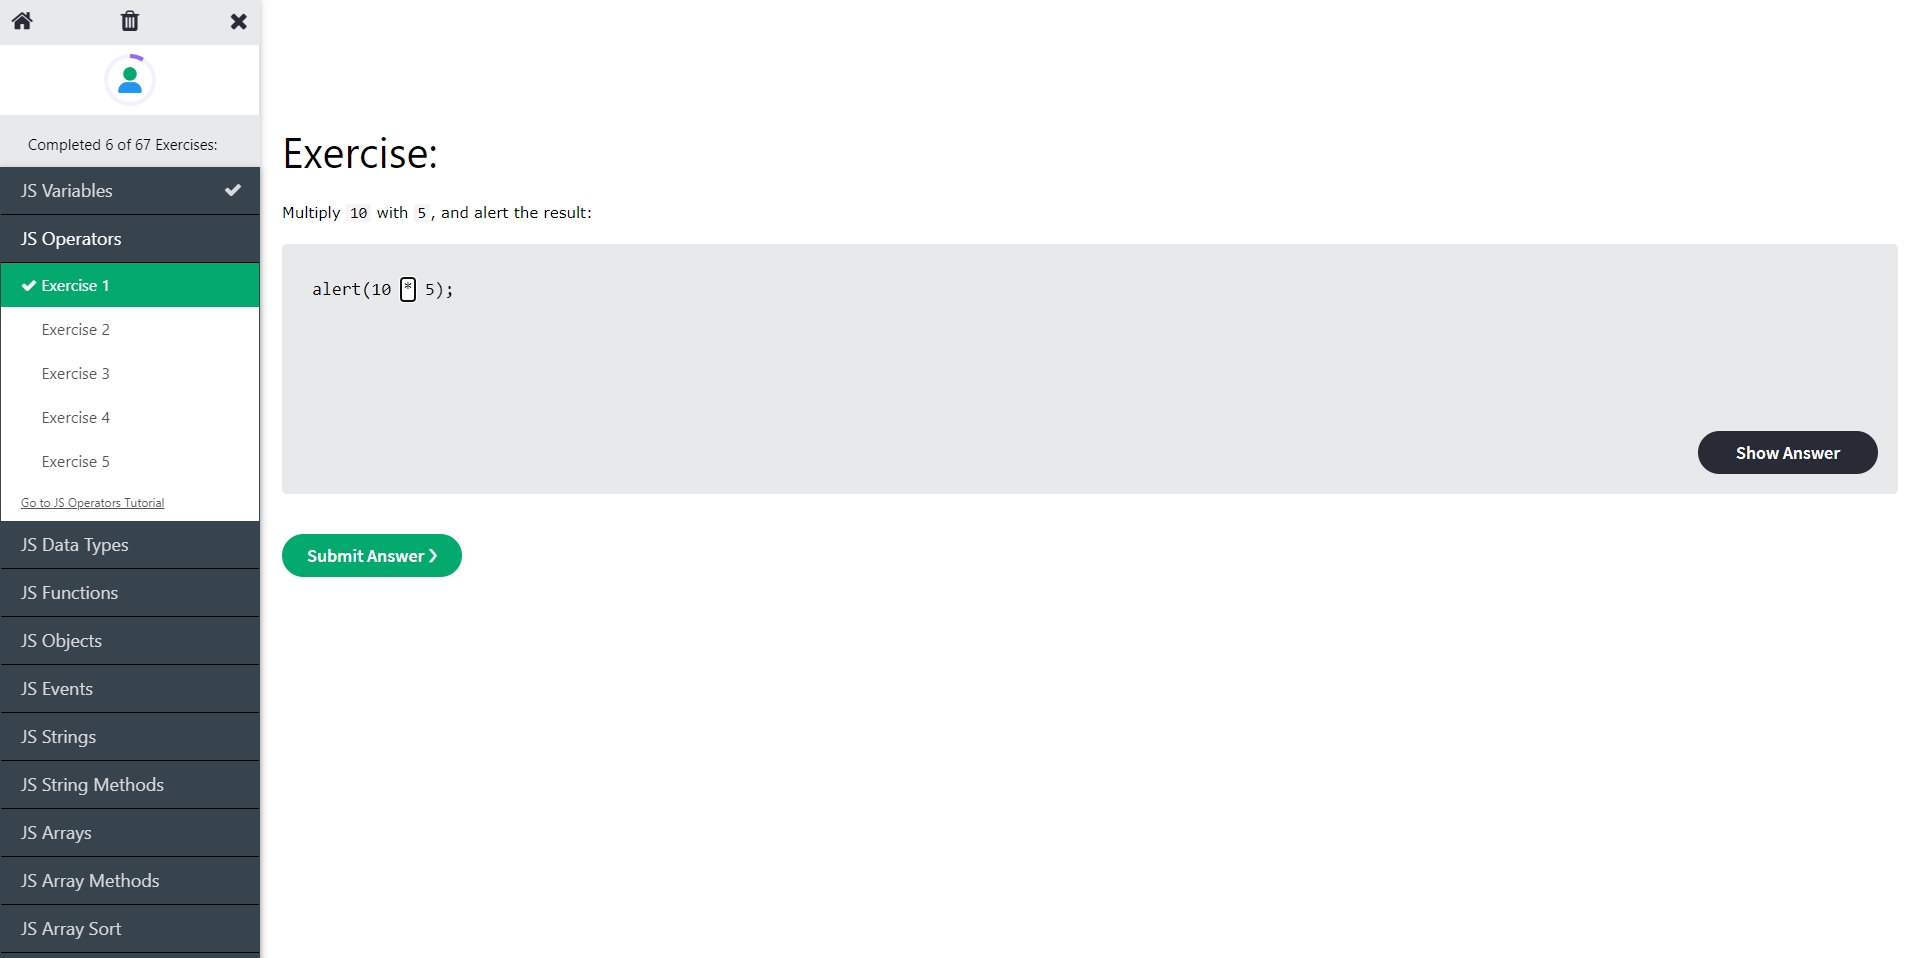 Completed 6 of 67 Exercises:
JS Variables
JS Operators
Exercise 1
Exercise 2
Exercise 3
Exercise 4
Exercise 5
Go to JS Operators Tutorial
JS Data Types
JS Functions
JS Objects
JS Events
JS Strings
JS String Methods
JS Arrays
JS Array Methods
JS Array Sort
Exercise:
Multiply 10 with 5, and alert the result:
alert(10 * 5);
Show Answer
Submit Answer ❯